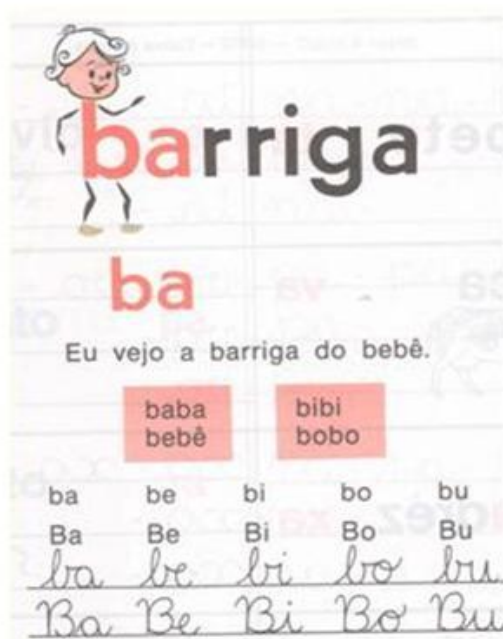 barriga
ba
Eu vejo a barriga do bebê.
baba
bebê
bibi
bobo
ba be bi bo bu
Ba Be Bi Bo Bu
ba be bi bo bu
Ba Be Bi Bo Bu